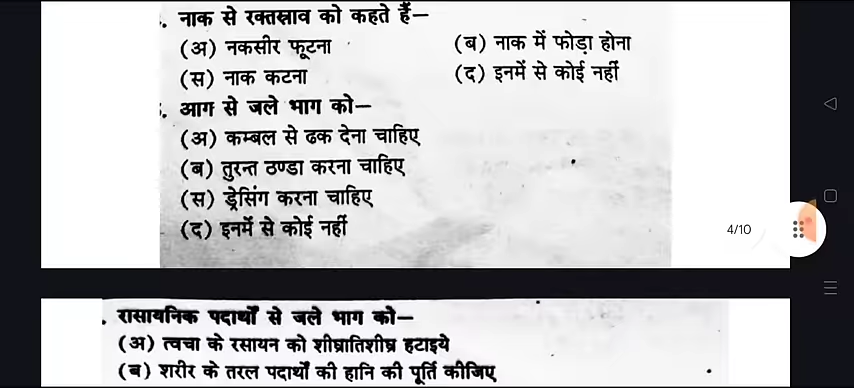 . नाक से रक्तस्राव को कहते हैं—
(अ) नकसीर फूटना (ब) नाक में फोड़ा होना
(स) नाक कटना (द) इनमें से कोई नहीं
. आग से जले भाग को—
(अ) कम्बल से ढक देना चाहिए
(ब) तुरन्त ठण्डा करना चाहिए
(स) ड्रेसिंग करना चाहिए
(द) इनमें से कोई नहीं
4/10
. रासायनिक पदार्थों से जले भाग को—
(अ) त्वचा के रसायन को शीघ्रातिशीघ्र हटाइये
(ब) शरीर के तरल पदार्थों की हानि की पूर्ति कीजिए